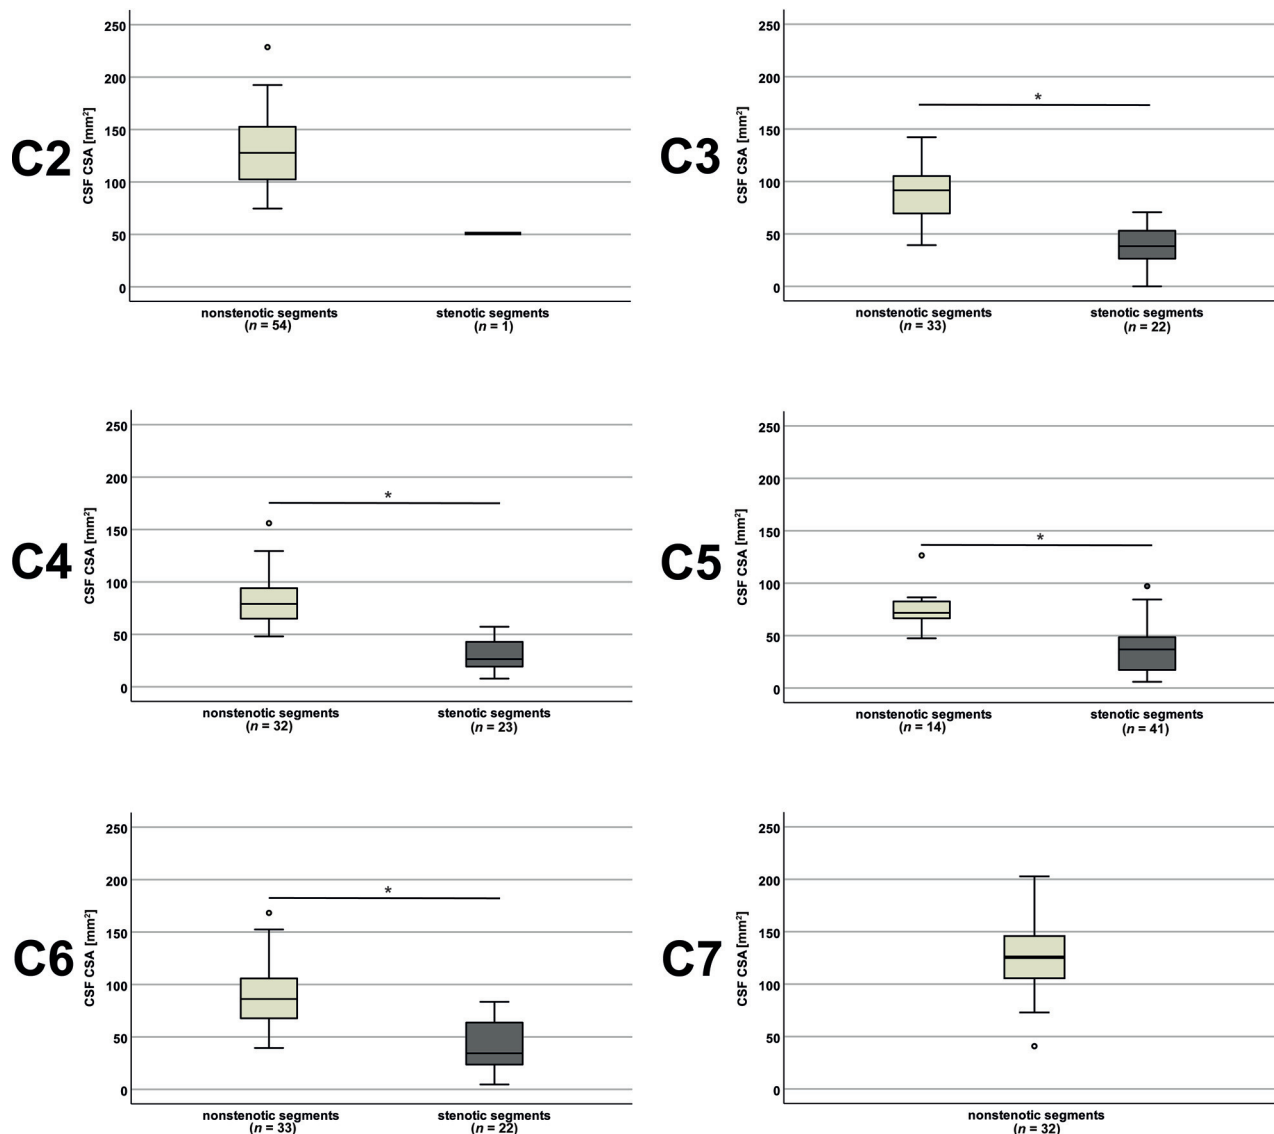 C2
CSF CSA [mm²]
250
200
150
100
50
0
nonstenotic segments
(n = 54)
stenotic segments
(n = 1)
C3
CSF CSA [mm²]
250
200
150
100
50
0
*
nonstenotic segments
(n = 33)
stenotic segments
(n = 22)
C4
CSF CSA [mm²]
250
200
150
100
50
0
*
nonstenotic segments
(n = 32)
stenotic segments
(n = 23)
C5
CSF CSA [mm²]
250
200
150
100
50
0
*
nonstenotic segments
(n = 14)
stenotic segments
(n = 41)
C6
CSF CSA [mm²]
250
200
150
100
50
0
*
nonstenotic segments
(n = 33)
stenotic segments
(n = 22)
C7
CSF CSA [mm²]
250
200
150
100
50
0
nonstenotic segments
(n = 32)